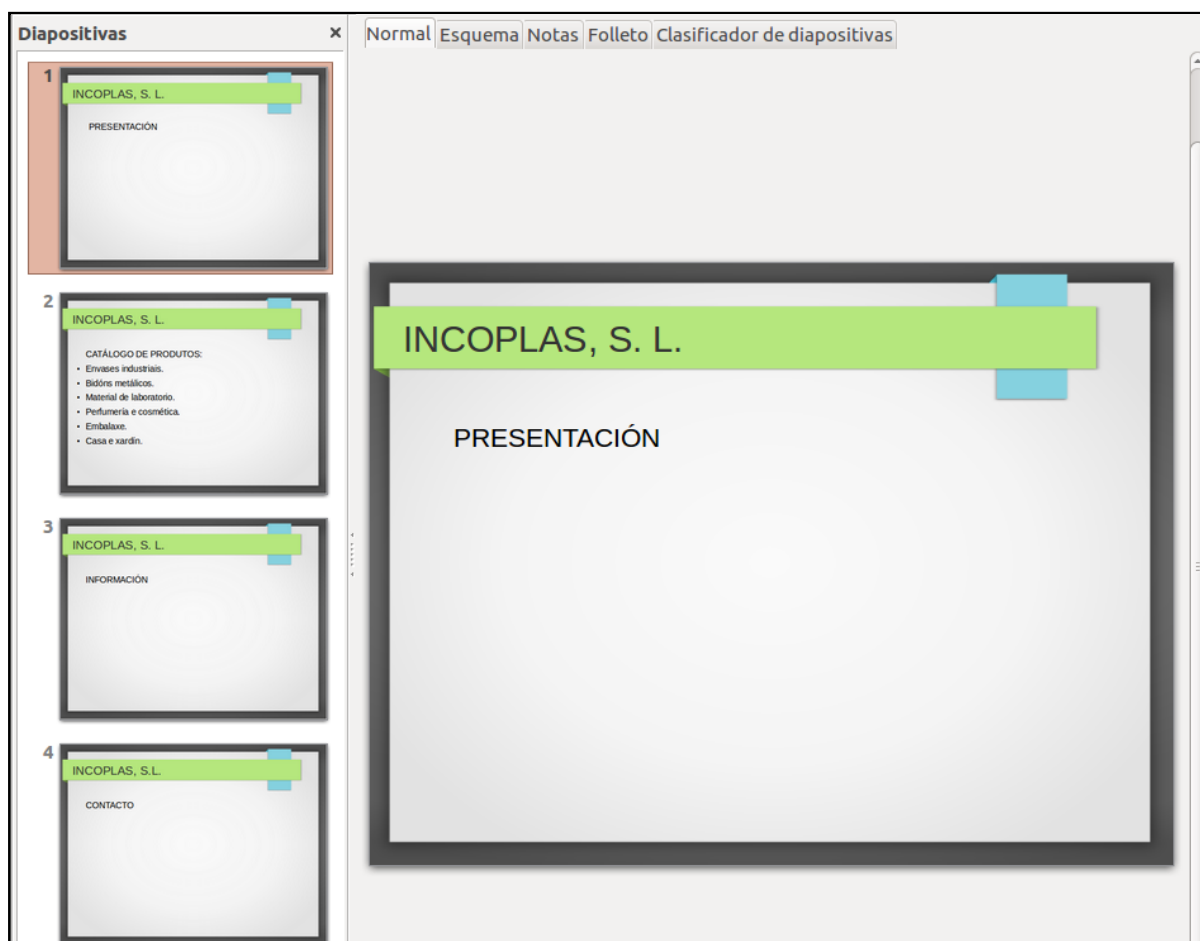 Diapositivas ×
1
INCOPLAS, S. L.
PRESENTACIÓN
2
INCOPLAS, S. L.
CATÁLOGO DE PRODUTOS:
• Envases industriais.
• Bidóns metálicos.
• Material de laboratorio.
• Perfumería e cosmética.
• Embalaxe.
• Casa e xardín.
3
INCOPLAS, S. L.
INFORMACIÓN
4
INCOPLAS, S.L.
CONTACTO
Normal Esquema Notas Folleto Clasificador de diapositivas
INCOPLAS, S. L.
PRESENTACIÓN